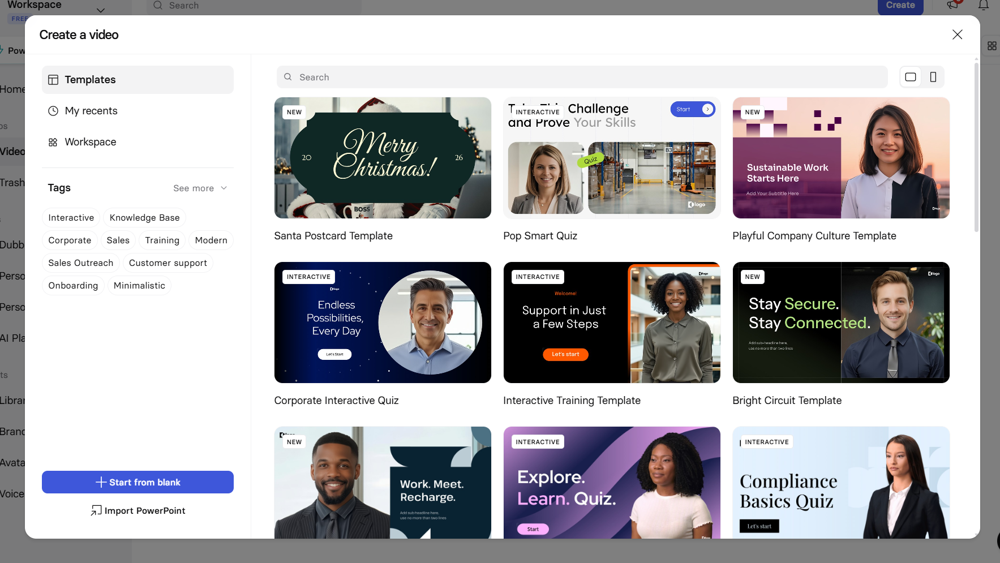 Workspace
FREE
Search
Create
Create a video
Pow
Home
Video
Trash
Dubb
Perso
Perso
AI Pla
Librar
Branc
Avata
Voice
Templates
My recents
Workspace
Tags
See more
Interactive
Knowledge Base
Corporate
Sales
Training
Modern
Sales Outreach
Customer support
Onboarding
Minimalistic
Start from blank
Import PowerPoint
Search
NEW
20
Merry
Christmas!
26
BOSS
Santa Postcard Template
INTERACTIVE
Take This Challenge
and Prove Your Skills
Start
Quiz
B3
logo
Pop Smart Quiz
NEW
Sustainable Work
Starts Here
Add Your Subtitle Here
logo
Playful Company Culture Template
INTERACTIVE
logo
Endless
Possibilities,
Every Day
Let's Start
Corporate Interactive Quiz
INTERACTIVE
logo
Welcome!
Support in Just
a Few Steps
Let's start
Interactive Training Template
NEW
logo
Stay Secure.
Stay Connected.
Add sub-headline here,
use no more than two lines
Bright Circuit Template
NEW
Work. Meet.
Recharge.
Add sub-headline here,
use no more than two lines
INTERACTIVE
Explore.
Learn. Quiz.
Start
INTERACTIVE
Compliance
Basics Quiz
Let's start